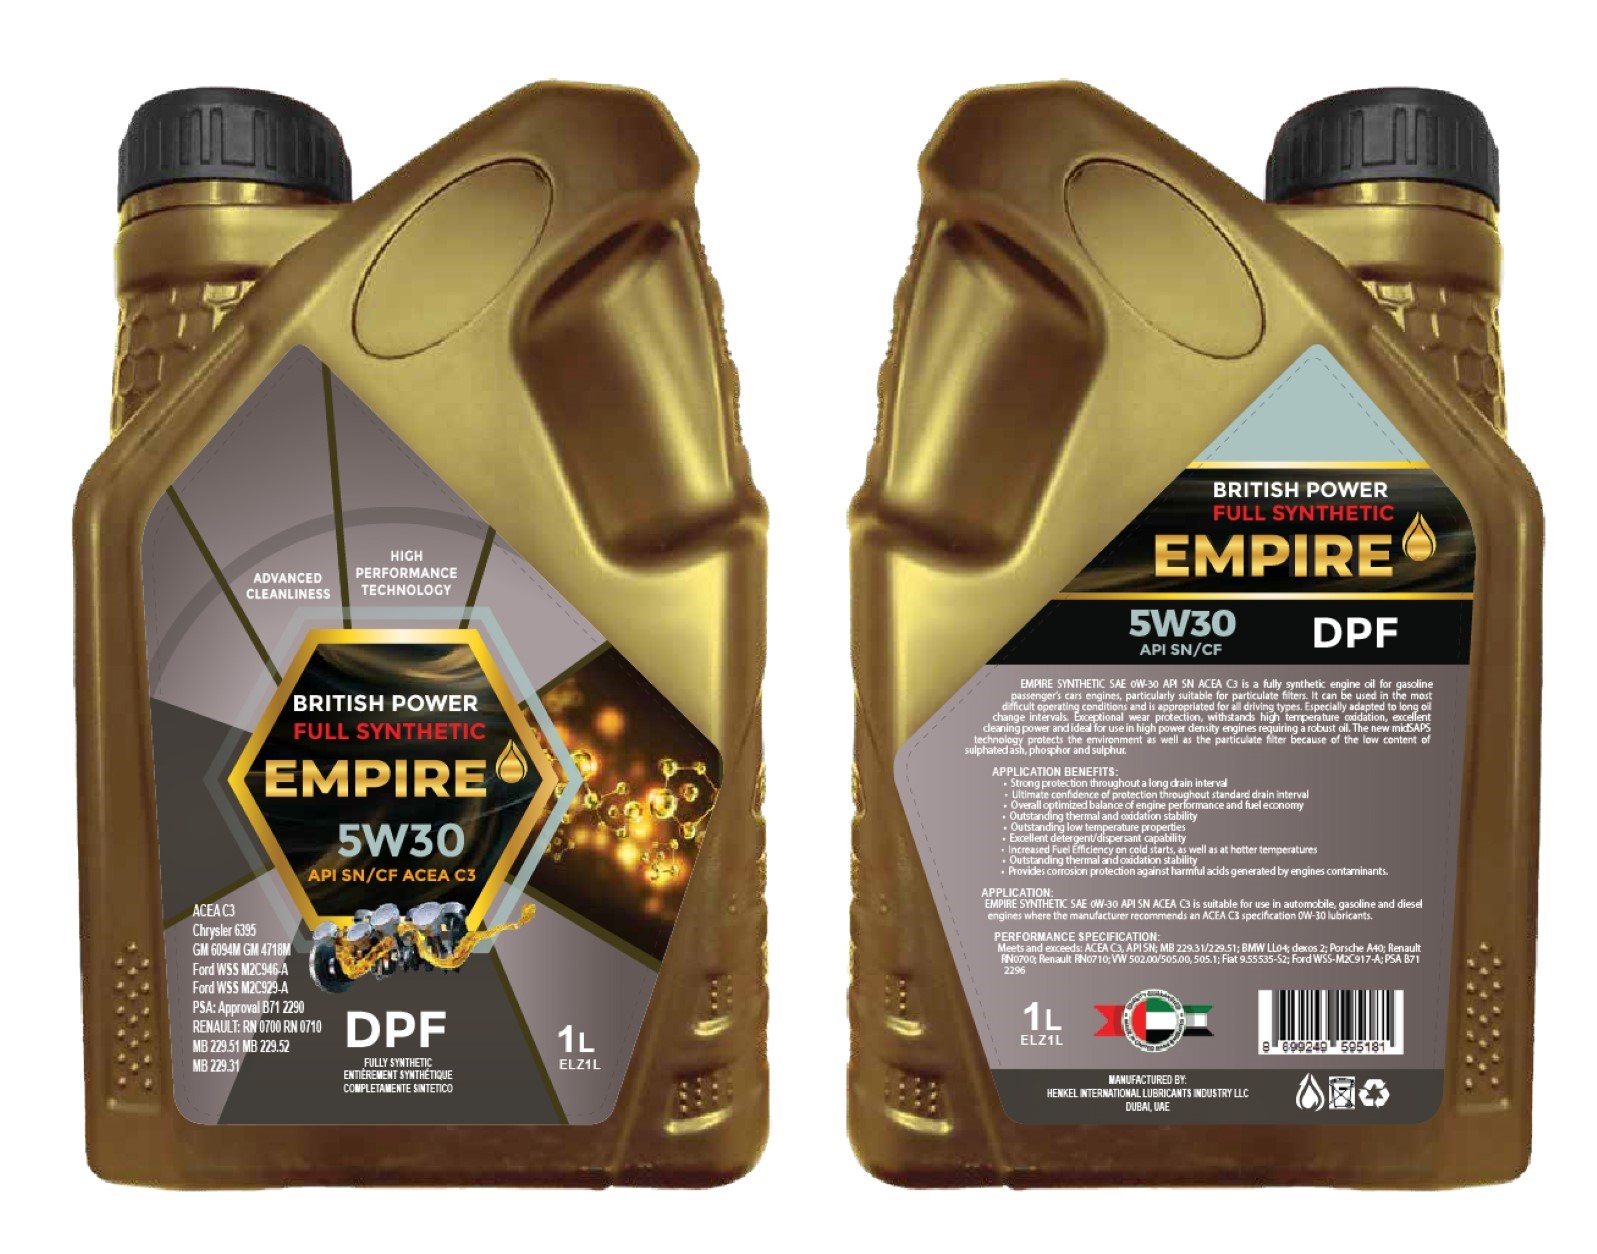 ADVANCED
CLEANLINESS
HIGH
PERFORMANCE
TECHNOLOGY
BRITISH POWER
FULL SYNTHETIC
EMPIRE
5W30
API SN/CF ACEA C3
ACEA C3
Chrysler 6395
GM 6094M GM 4718M
Ford WSS M2C946-A
Ford WSS M2C929-A
PSA: Approval B71 2290
RENAULT: RN 0700 RN 0710
MB 229.51 MB 229.52
MB 229.31
DPF
FULLY SYNTHETIC
ENTIÈREMENT SYNTHÉTIQUE
COMPLETAMENTE SINTETICO
1L
ELZ1L
BRITISH POWER
FULL SYNTHETIC
EMPIRE
5W30
API SN/CF
DPF
EMPIRE SYNTHETIC SAE 0W-30 API SN ACEA C3 is a fully synthetic engine oil for gasoline
passenger's cars engines, particularly suitable for particulate filters. It can be used in the most
difficult operating conditions and is appropriated for all driving types. Especially adapted to long oil
change intervals. Exceptional wear protection, withstands high temperature oxidation, excellent
cleaning power and ideal for use in high power density engines requiring a robust oil. The new midSAPS
technology protects the environment as well as the particulate filter because of the low content of
sulphated ash, phosphor and sulphur.
APPLICATION BENEFITS:
• Strong protection throughout a long drain interval
• Ultimate confidence of protection throughout standard drain interval
• Overall optimized balance of engine performance and fuel economy
• Outstanding thermal and oxidation stability
• Outstanding low temperature properties
• Excellent detergent/dispersant capability
• Increased Fuel Efficiency on cold starts, as well as at hotter temperatures
• Outstanding thermal and oxidation stability
• Provides corrosion protection against harmful acids generated by engines contaminants.
APPLICATION:
EMPIRE SYNTHETIC SAE 0W-30 API SN ACEA C3 is suitable for use in automobile, gasoline and diesel
engines where the manufacturer recommends an ACEA C3 specification 0W-30 lubricants.
PERFORMANCE SPECIFICATION:
Meets and exceeds: ACEA C3, API SN; MB 229.31/229.51; BMW LL04; dexos 2; Porsche A40; Renault
RN0700; Renault RN0710; VW 502.00/505.00, 505.1; Fiat 9.55535-S2; Ford WSS-M2C917-A; PSA B71
2296
1L
ELZ1L
8 699249 595181
MANUFACTURED BY:
HENKEL INTERNATIONAL LUBRICANTS INDUSTRY LLC
DUBAI, UAE